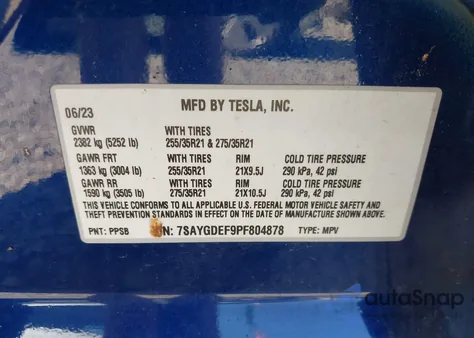 MFD BY TESLA, INC.
06/23
GVWR WITH TIRES
2382 kg (5252 lb) 255/35R21 & 275/35R21
GAWR FRT WITH TIRES RIM COLD TIRE PRESSURE
1363 kg (3004 lb) 255/35R21 21X9.5J 290 kPa, 42 psi
GAWR RR WITH TIRES RIM COLD TIRE PRESSURE
1590 kg (3505 lb) 275/35R21 21X10.5J 290 kPa, 42 psi
THIS VEHICLE CONFORMS TO ALL APPLICABLE U.S. FEDERAL MOTOR VEHICLE SAFETY AND
THEFT PREVENTION STANDARDS IN EFFECT ON THE DATE OF MANUFACTURE SHOWN ABOVE.
PNT: PPSB VIN: 7SAYGDEF9PF804878 TYPE: MPV
autoSnap